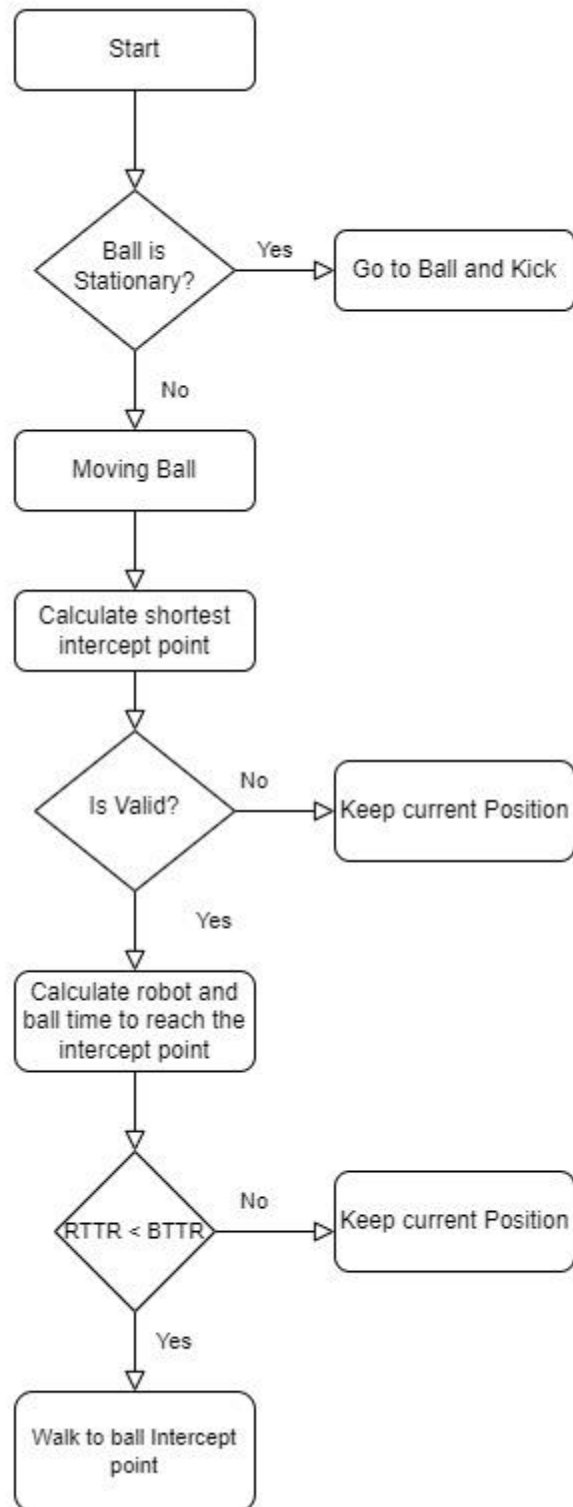 Start
Ball is
Stationary?
Yes
Go to Ball and Kick
No
Moving Ball
Calculate shortest
intercept point
Is Valid?
No
Keep current Position
Yes
Calculate robot and
ball time to reach the
intercept point
RTTR < BTTR
No
Keep current Position
Yes
Walk to ball Intercept
point